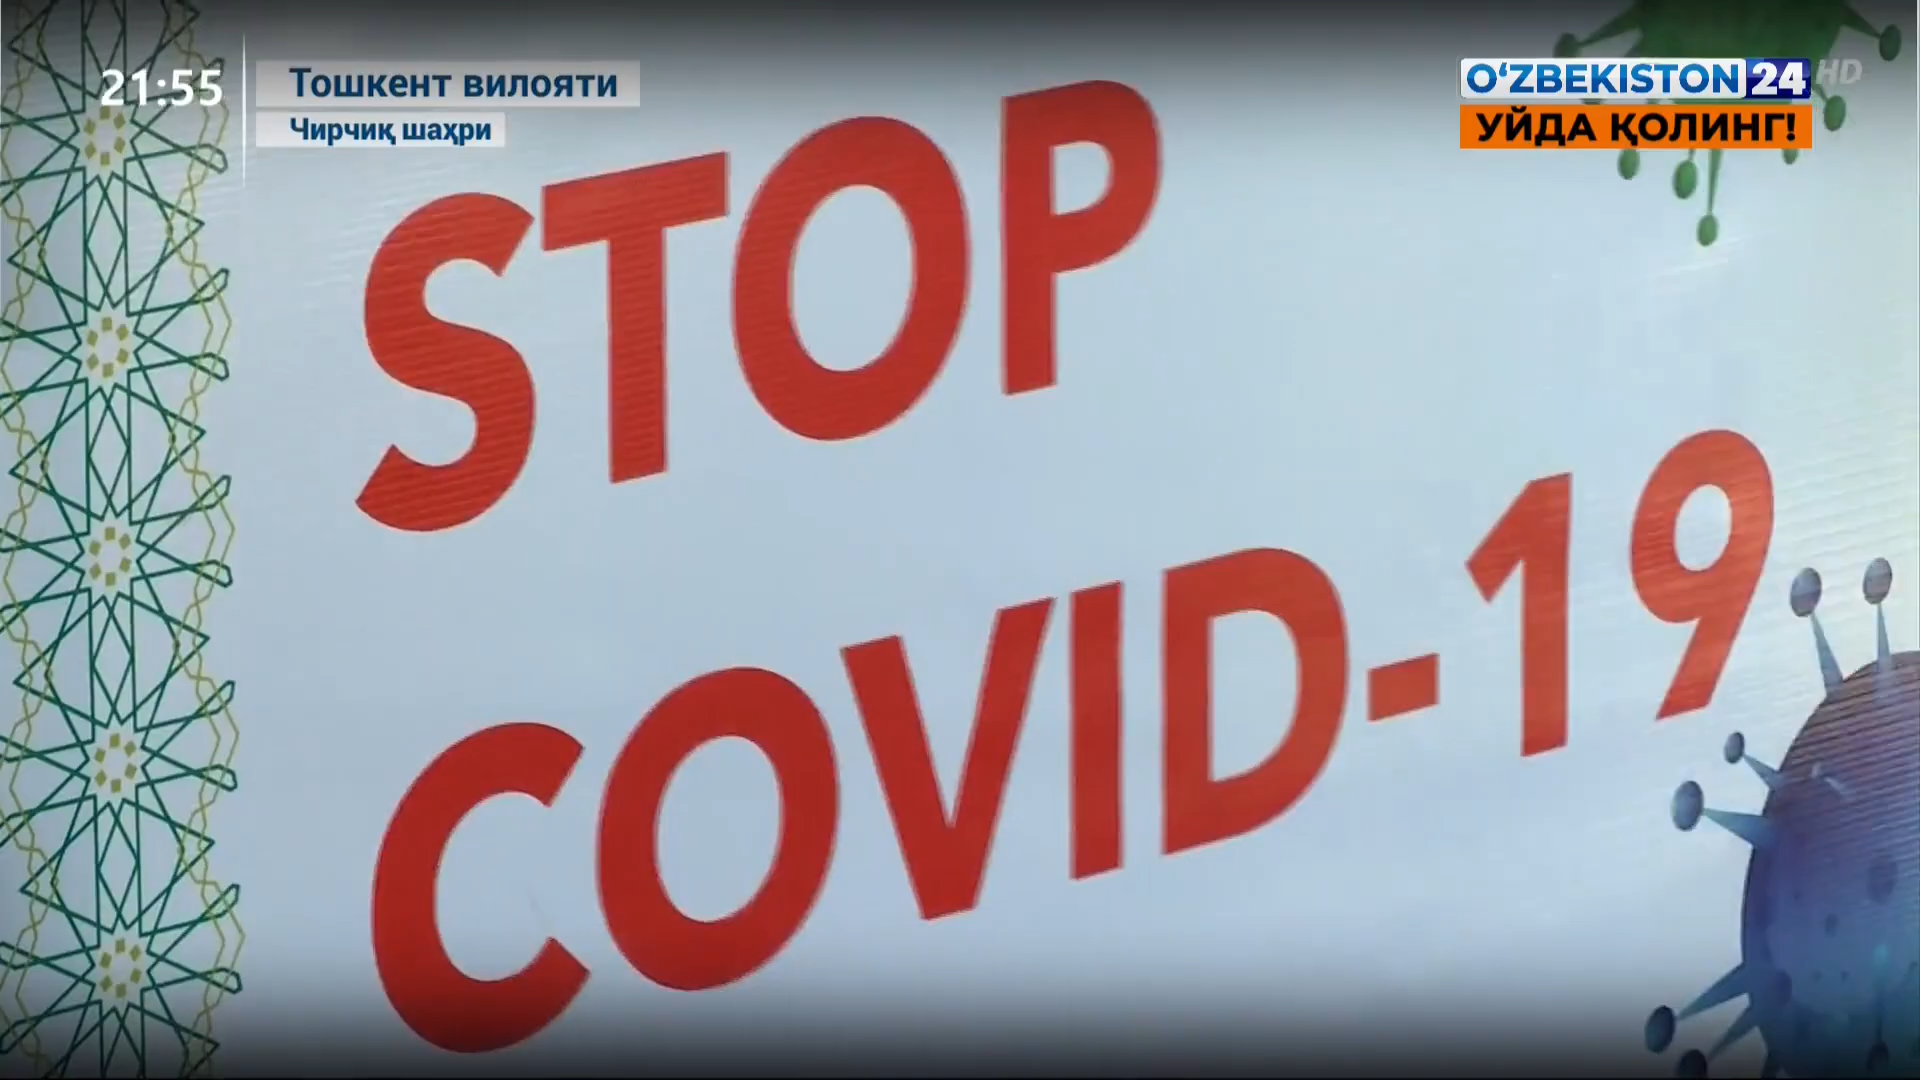 21:55
Тошкент вилояти
Чирчиқ шаҳри
O‘ZBEKISTON 24 HD
УЙДА ҚОЛИНГ!
STOP
COVID-19